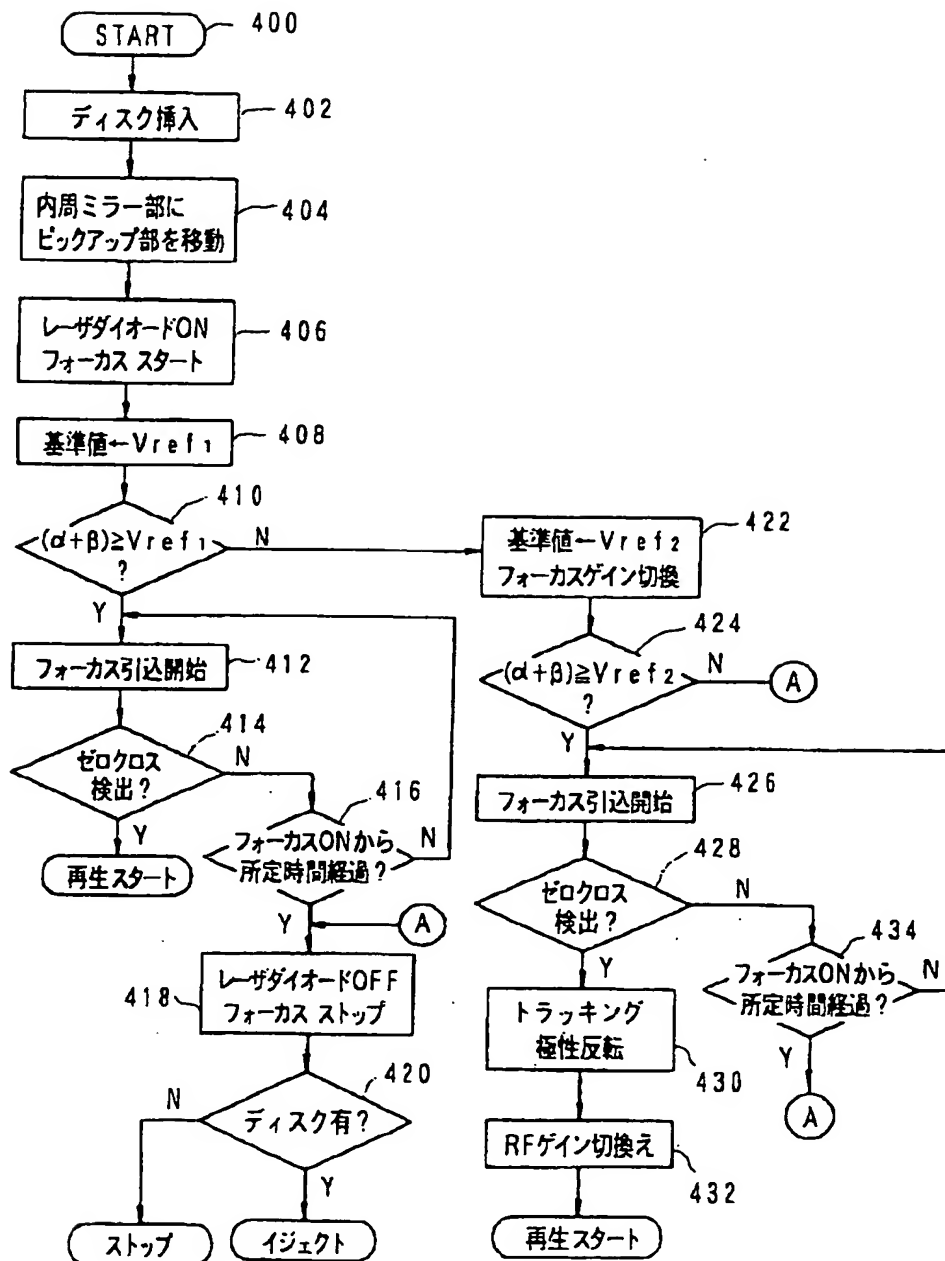 START
400
ディスク挿入
402
内周ミラー部に
ピックアップ部を移動
404
レーザダイオードON
フォーカス スタート
406
基準値←Vref1
408
410
(α+β)≧Vref1
?
N
Y
フォーカス引込開始
412
414
ゼロクロス
検出?
N
Y
再生スタート
416
フォーカスONから
所定時間経過?
N
Y
A
レーザダイオードOFF
フォーカス ストップ
418
420
ディスク有?
N
Y
ストップ
イジェクト
422
基準値←Vref2
フォーカスゲイン切換
424
(α+β)≧Vref2
?
N
A
Y
フォーカス引込開始
426
428
ゼロクロス
検出?
N
Y
434
フォーカスONから
所定時間経過?
N
Y
A
トラッキング
極性反転
430
RFゲイン切換え
432
再生スタート